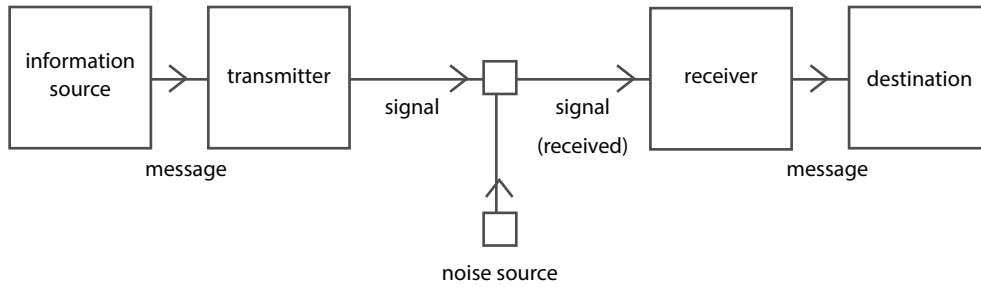 information
source
transmitter
receiver
destination
signal
signal
(received)
message
message
noise source